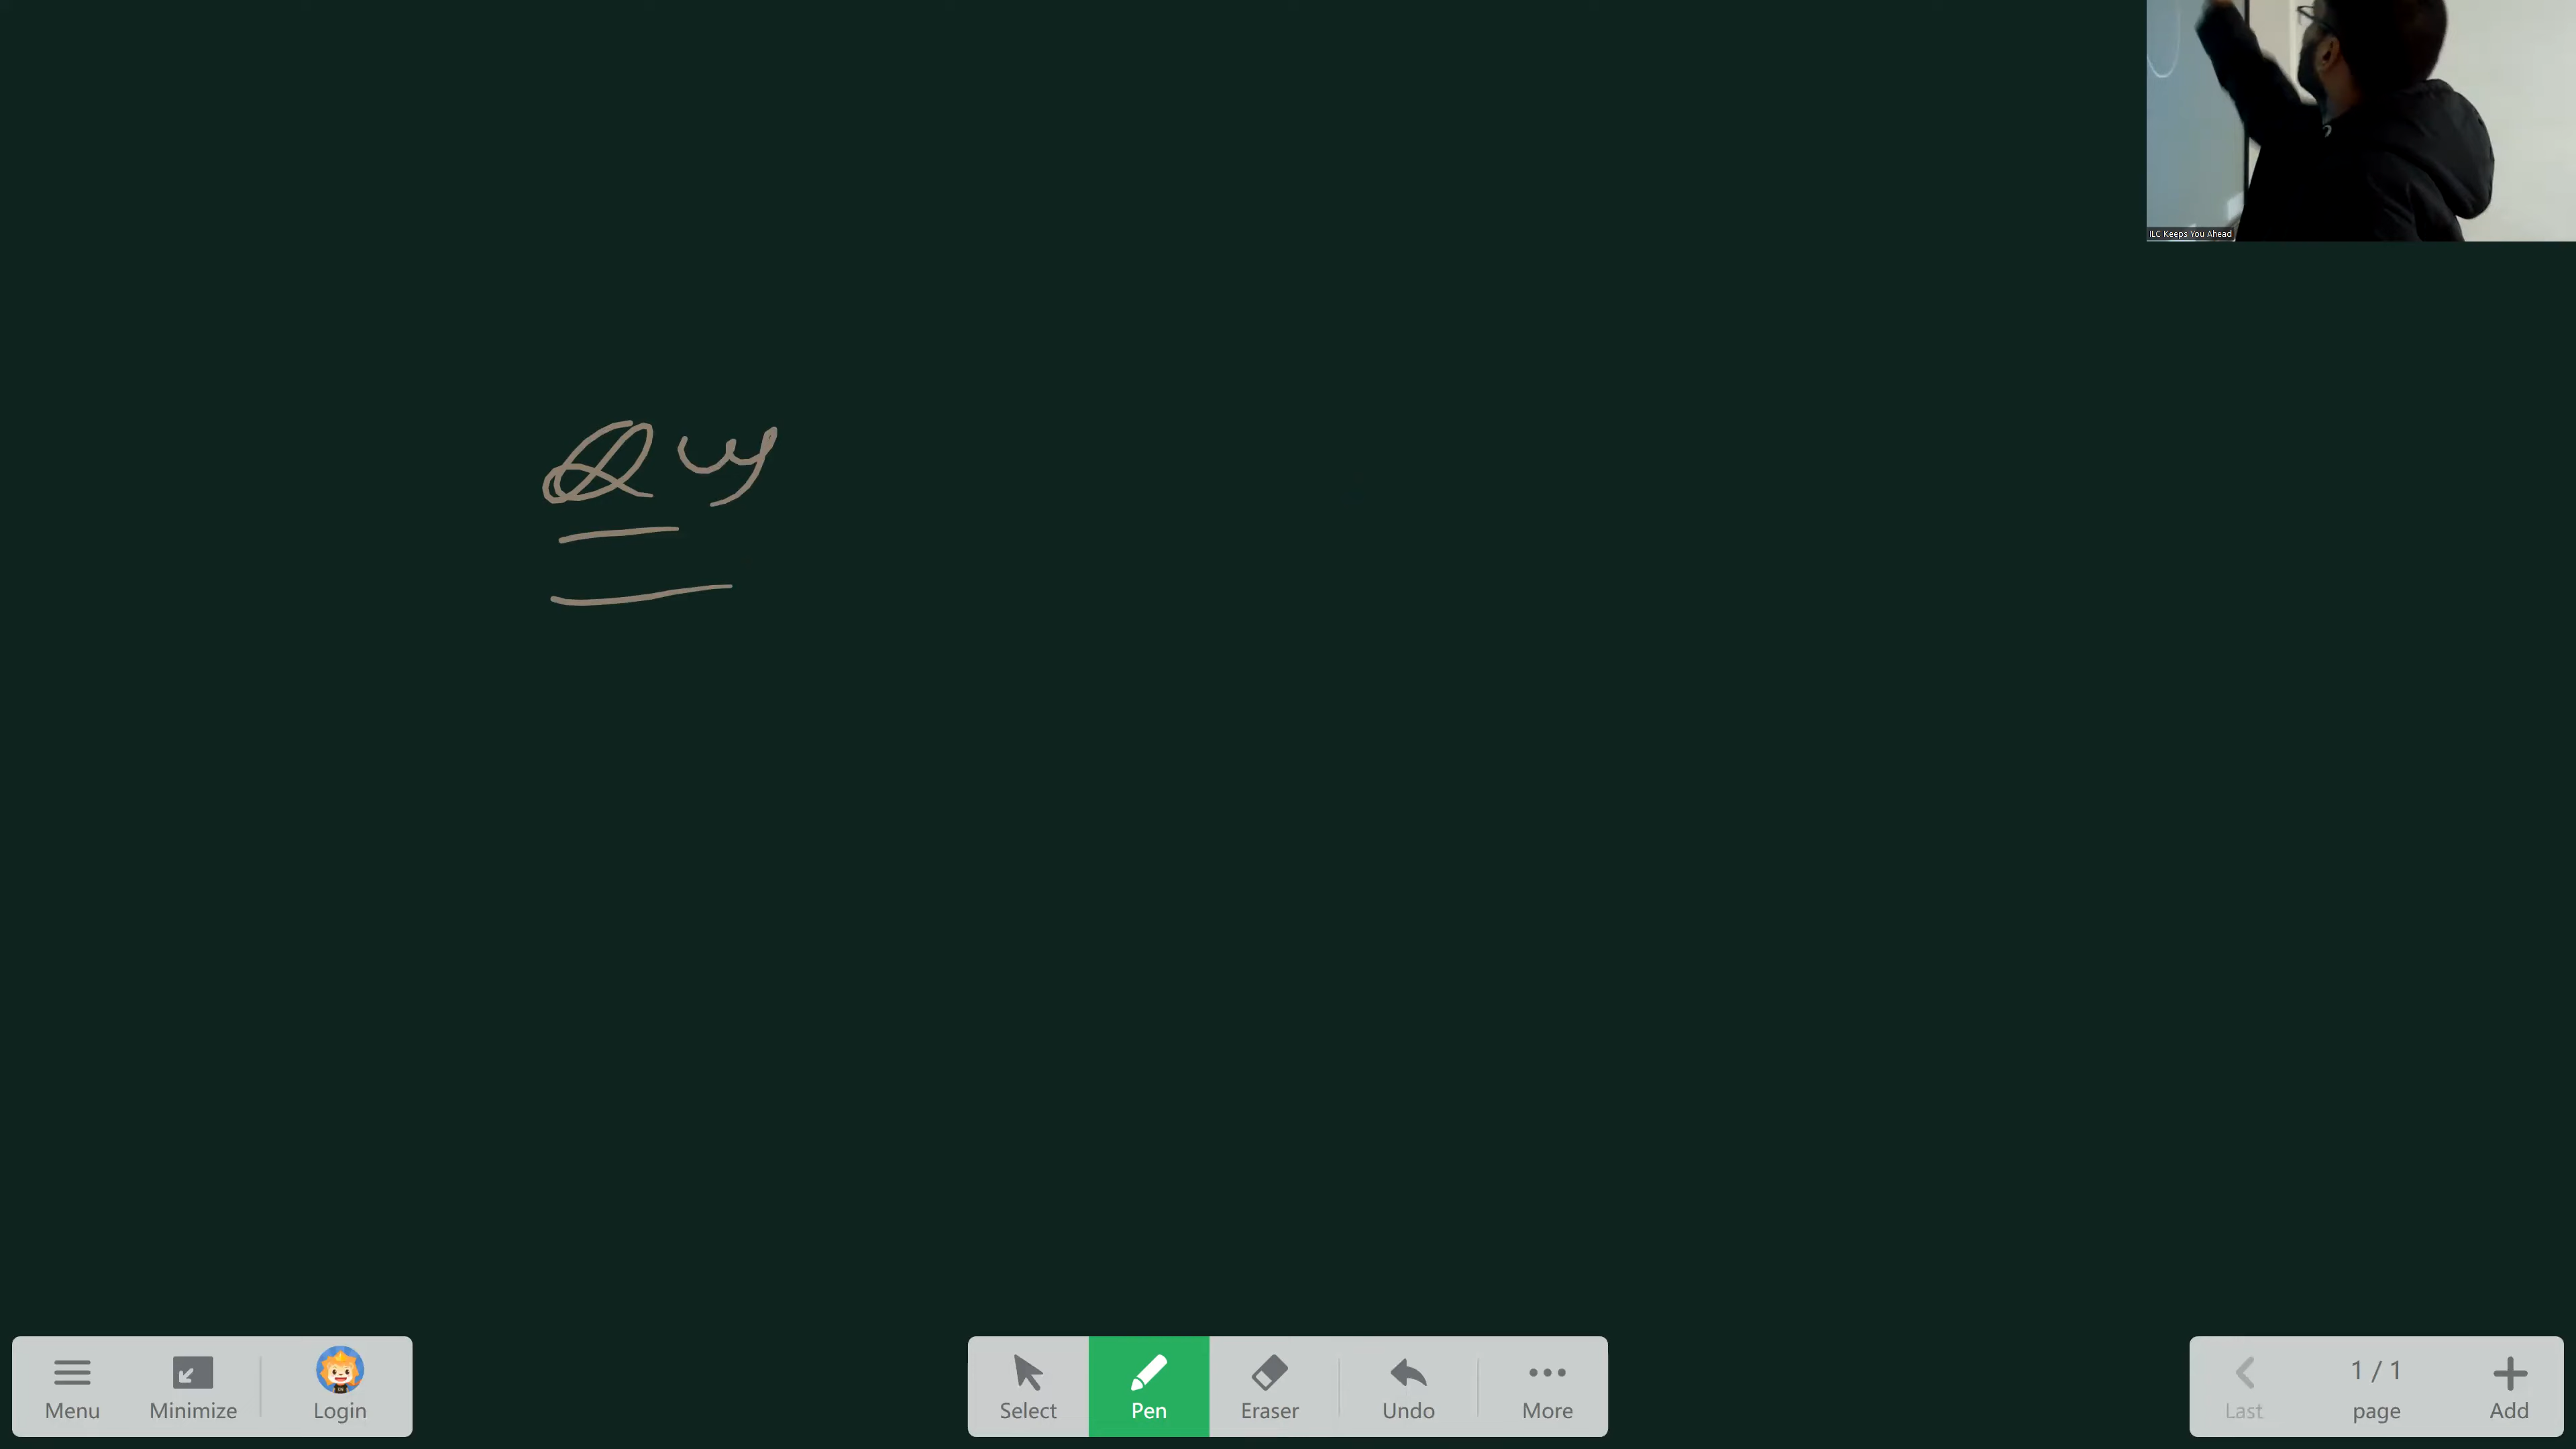 ILC Keeps You Ahead
Menu
Minimize
Login
Select
Pen
Eraser
Undo
More
Last
1 / 1
page
Add